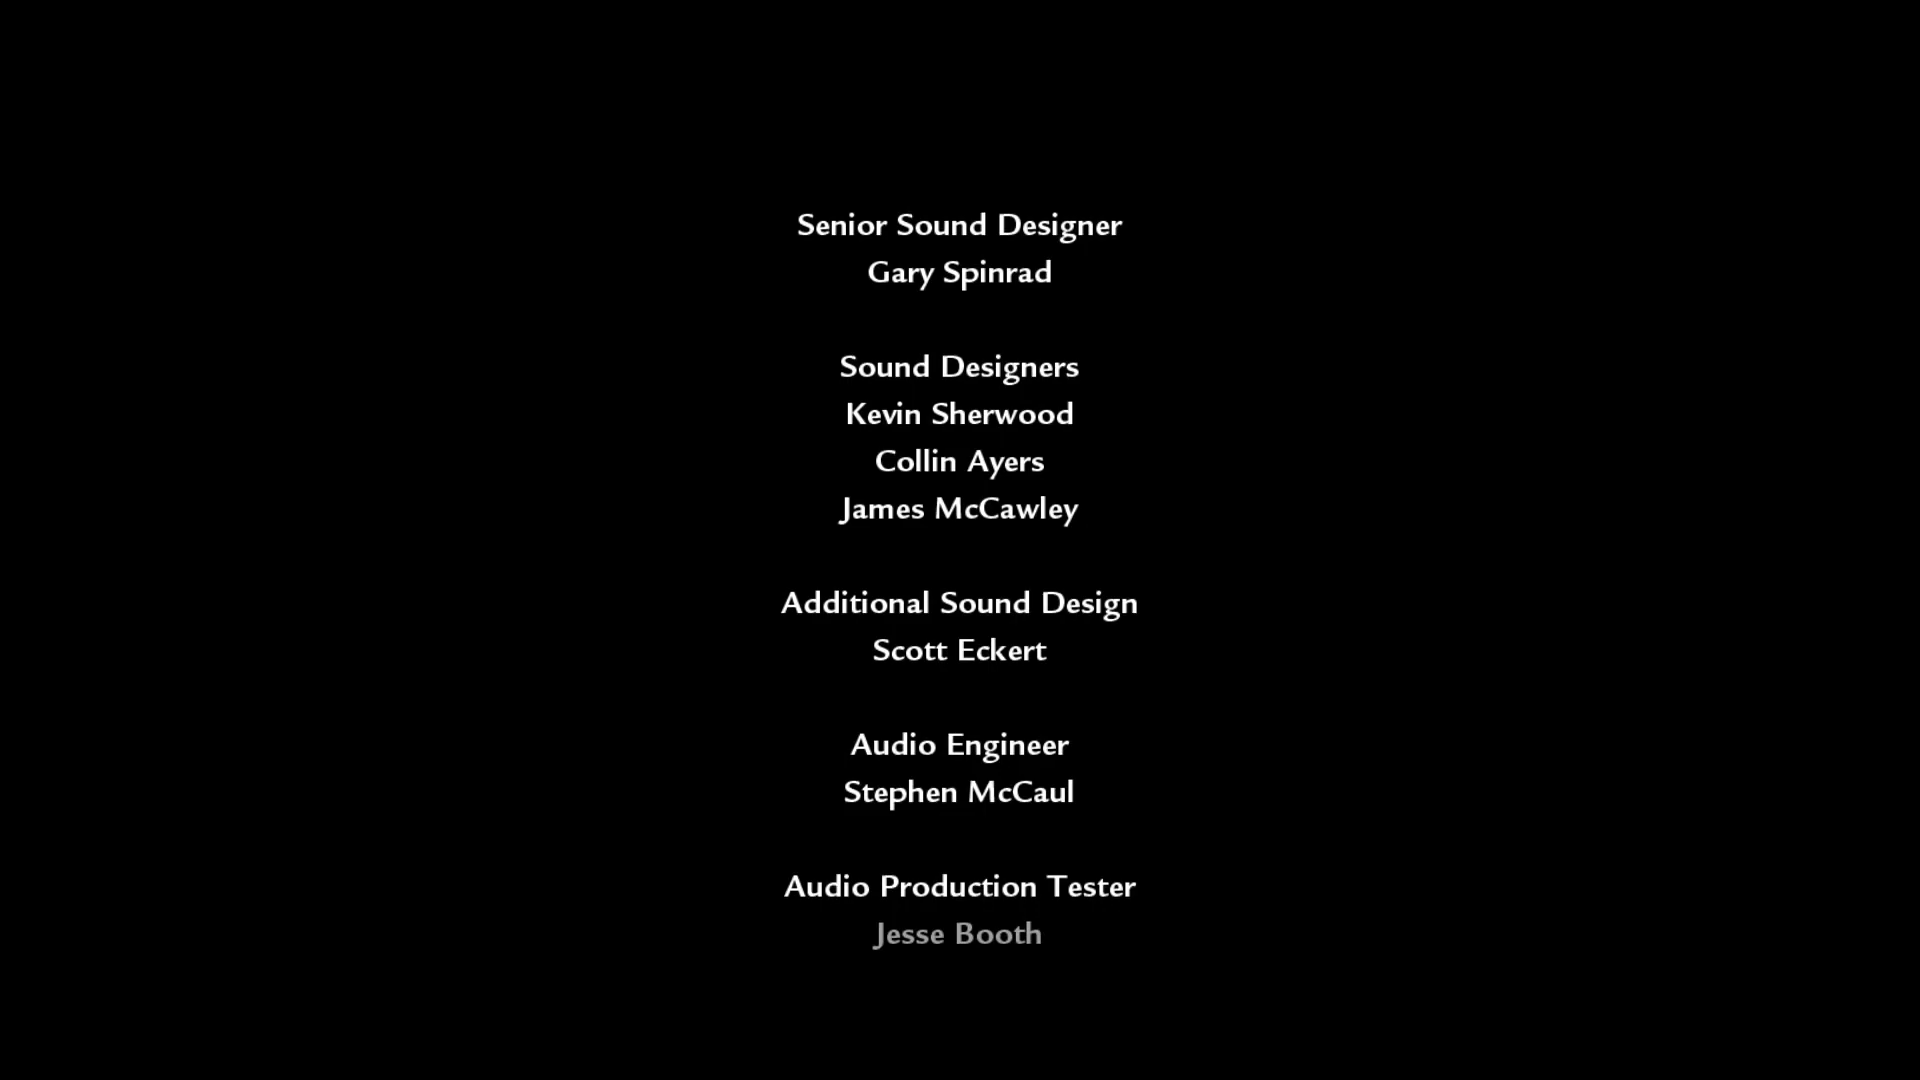 Senior Sound Designer
Gary Spinrad
Sound Designers
Kevin Sherwood
Collin Ayers
James McCawley
Additional Sound Design
Scott Eckert
Audio Engineer
Stephen McCaul
Audio Production Tester
Jesse Booth